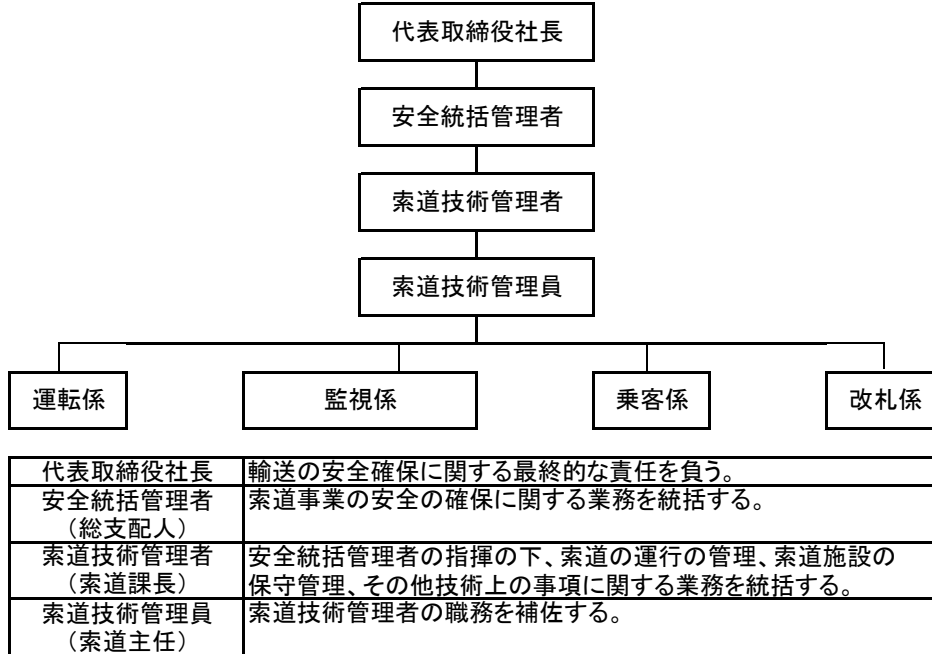 代表取締役社長
安全統括管理者
索道技術管理者
索道技術管理員
運転係 監視係 乗客係 改札係
代表取締役社長 輸送の安全確保に関する最終的な責任を負う。
安全統括管理者 索道事業の安全の確保に関する業務を統括する。
（総支配人）
索道技術管理者 安全統括管理者の指揮の下、索道の運行の管理、索道施設の
（索道課長） 保守管理、その他技術上の事項に関する業務を統括する。
索道技術管理員 索道技術管理者の職務を補佐する。
（索道主任）